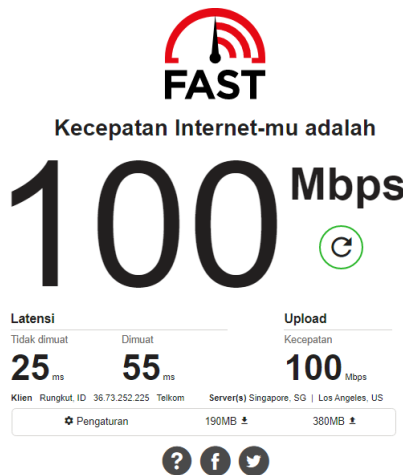 FAST
Kecepatan Internet-mu adalah
100 Mbps
Latensi
Upload
Tidak dimuat
Dimuat
Kecepatan
25 ms
55 ms
100 Mbps
Klien Rungkut, ID 36.73.252.225 Telkom Server(s) Singapore, SG | Los Angeles, US
Pengaturan 190MB 380MB
? f